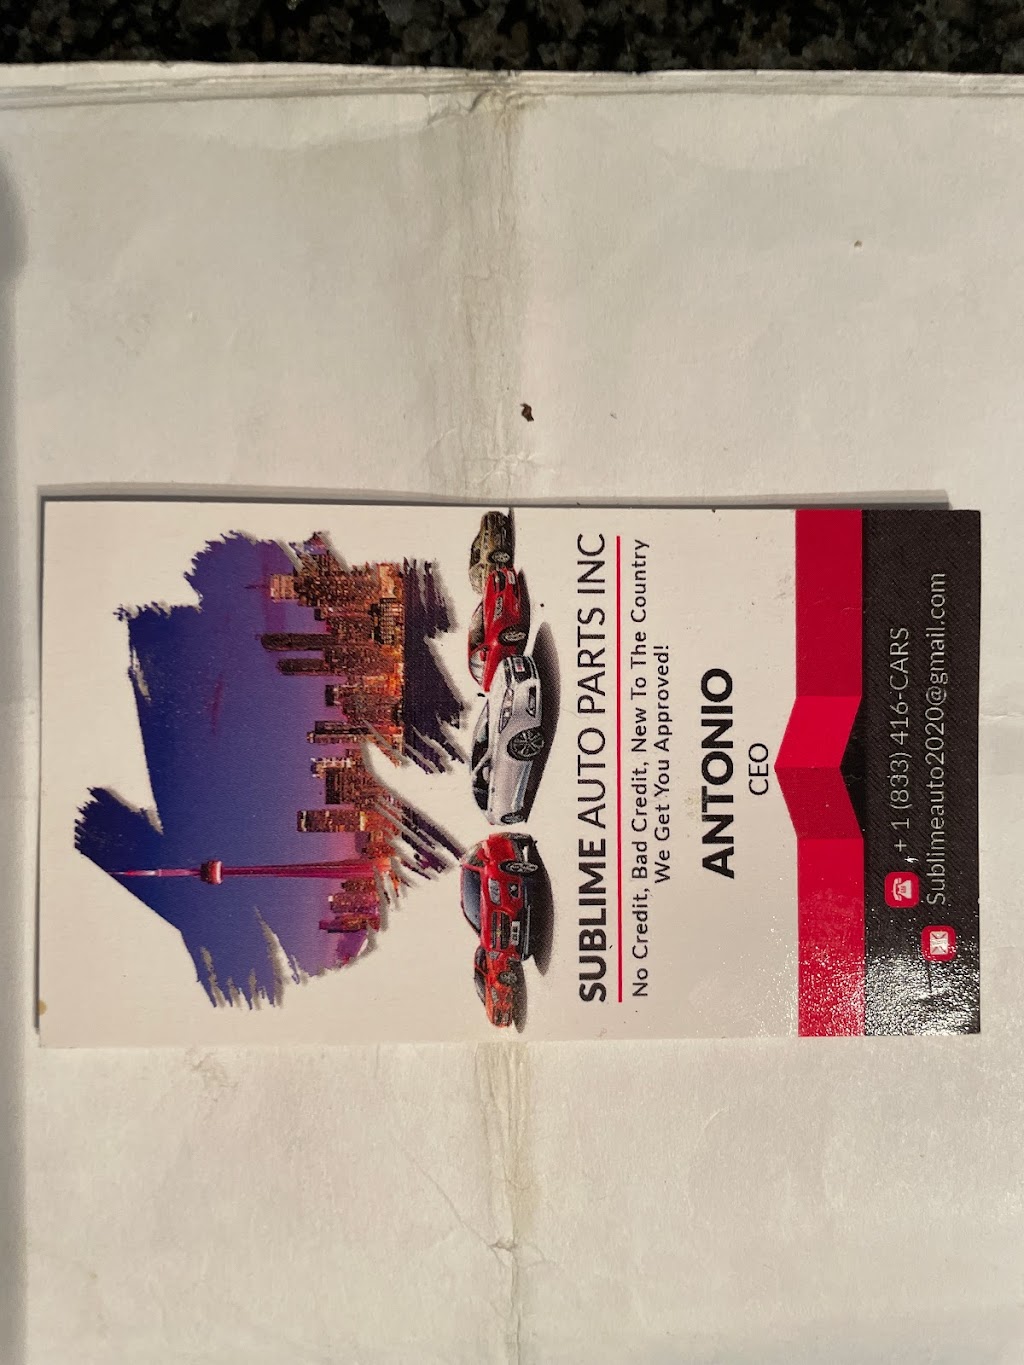 SUBLIME AUTO PARTS INC
No Credit, Bad Credit, New To The Country
We Get You Approved!
ANTONIO
CEO
+ 1 (833) 416-CARS
Sublimeauto2020@gmail.com